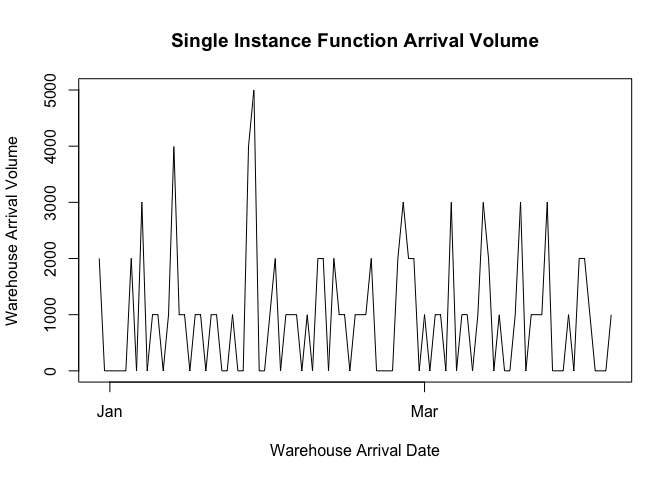 Single Instance Function Arrival Volume
Warehouse Arrival Volume
5000
4000
3000
2000
1000
0
Jan
Mar
Warehouse Arrival Date